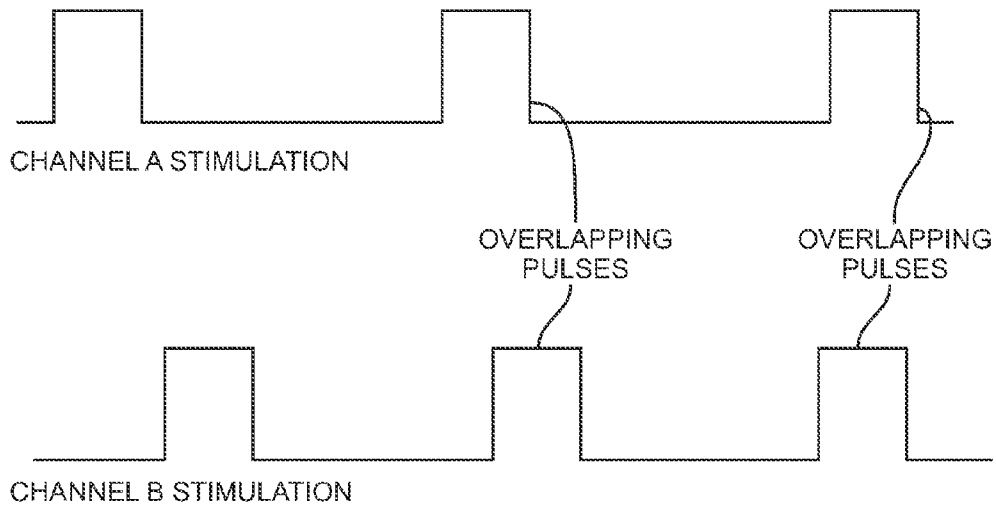 CHANNEL A STIMULATION
OVERLAPPING
PULSES
OVERLAPPING
PULSES
CHANNEL B STIMULATION